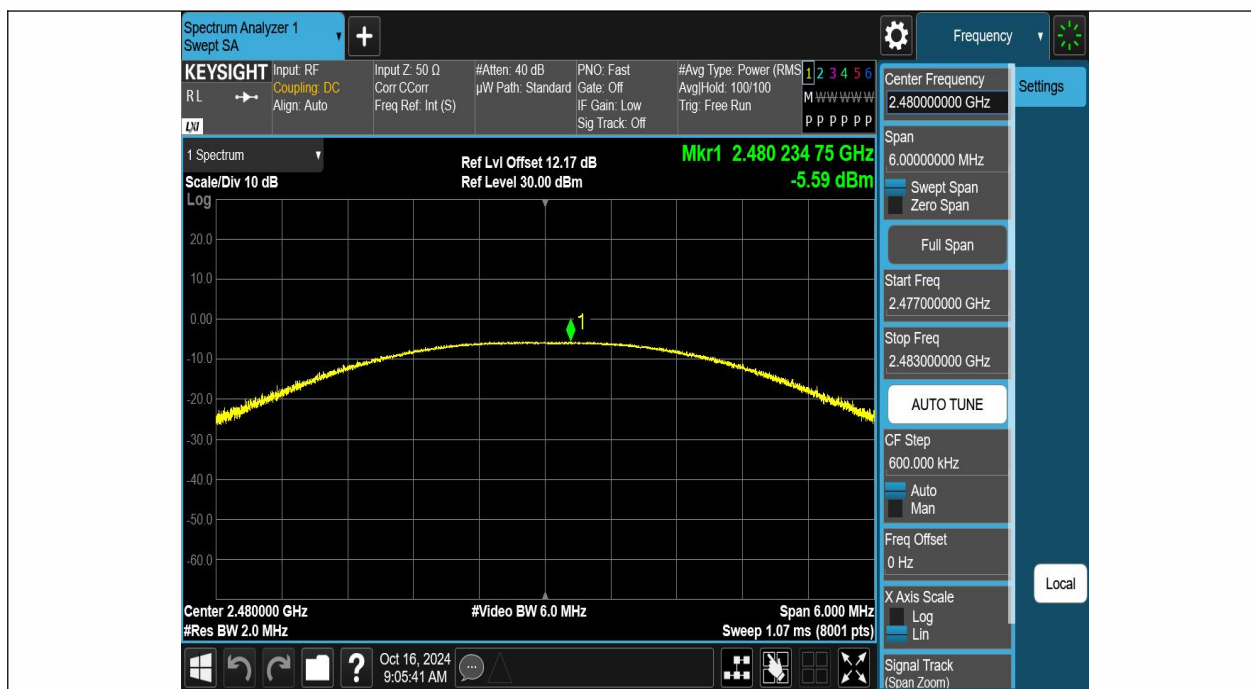 Spectrum Analyzer 1
Swept SA
Frequency
KEYSIGHT
RL
LXI
Input: RF
Coupling: DC
Align: Auto
Input Z: 50 Ω
Corr CCorr
Freq Ref: Int (S)
#Atten: 40 dB
µW Path: Standard
PNO: Fast
Gate: Off
IF Gain: Low
Sig Track: Off
#Avg Type: Power (RMS
Avg|Hold: 100/100
Trig: Free Run
1 2 3 4 5 6
M W W W W W
P P P P P P
1 Spectrum
Scale/Div 10 dB
Log
Ref Lvl Offset 12.17 dB
Ref Level 30.00 dBm
Mkr1 2.480 234 75 GHz
-5.59 dBm
20.0
10.0
0.00
-10.0
-20.0
-30.0
-40.0
-50.0
-60.0
1
Center 2.480000 GHz
#Res BW 2.0 MHz
#Video BW 6.0 MHz
Span 6.000 MHz
Sweep 1.07 ms (8001 pts)
?
Oct 16, 2024
9:05:41 AM
Center Frequency
2.480000000 GHz
Span
6.00000000 MHz
Swept Span
Zero Span
Full Span
Start Freq
2.477000000 GHz
Stop Freq
2.483000000 GHz
AUTO TUNE
CF Step
600.000 kHz
Auto
Man
Freq Offset
0 Hz
X Axis Scale
Log
Lin
Signal Track
(Span Zoom)
Settings
Local